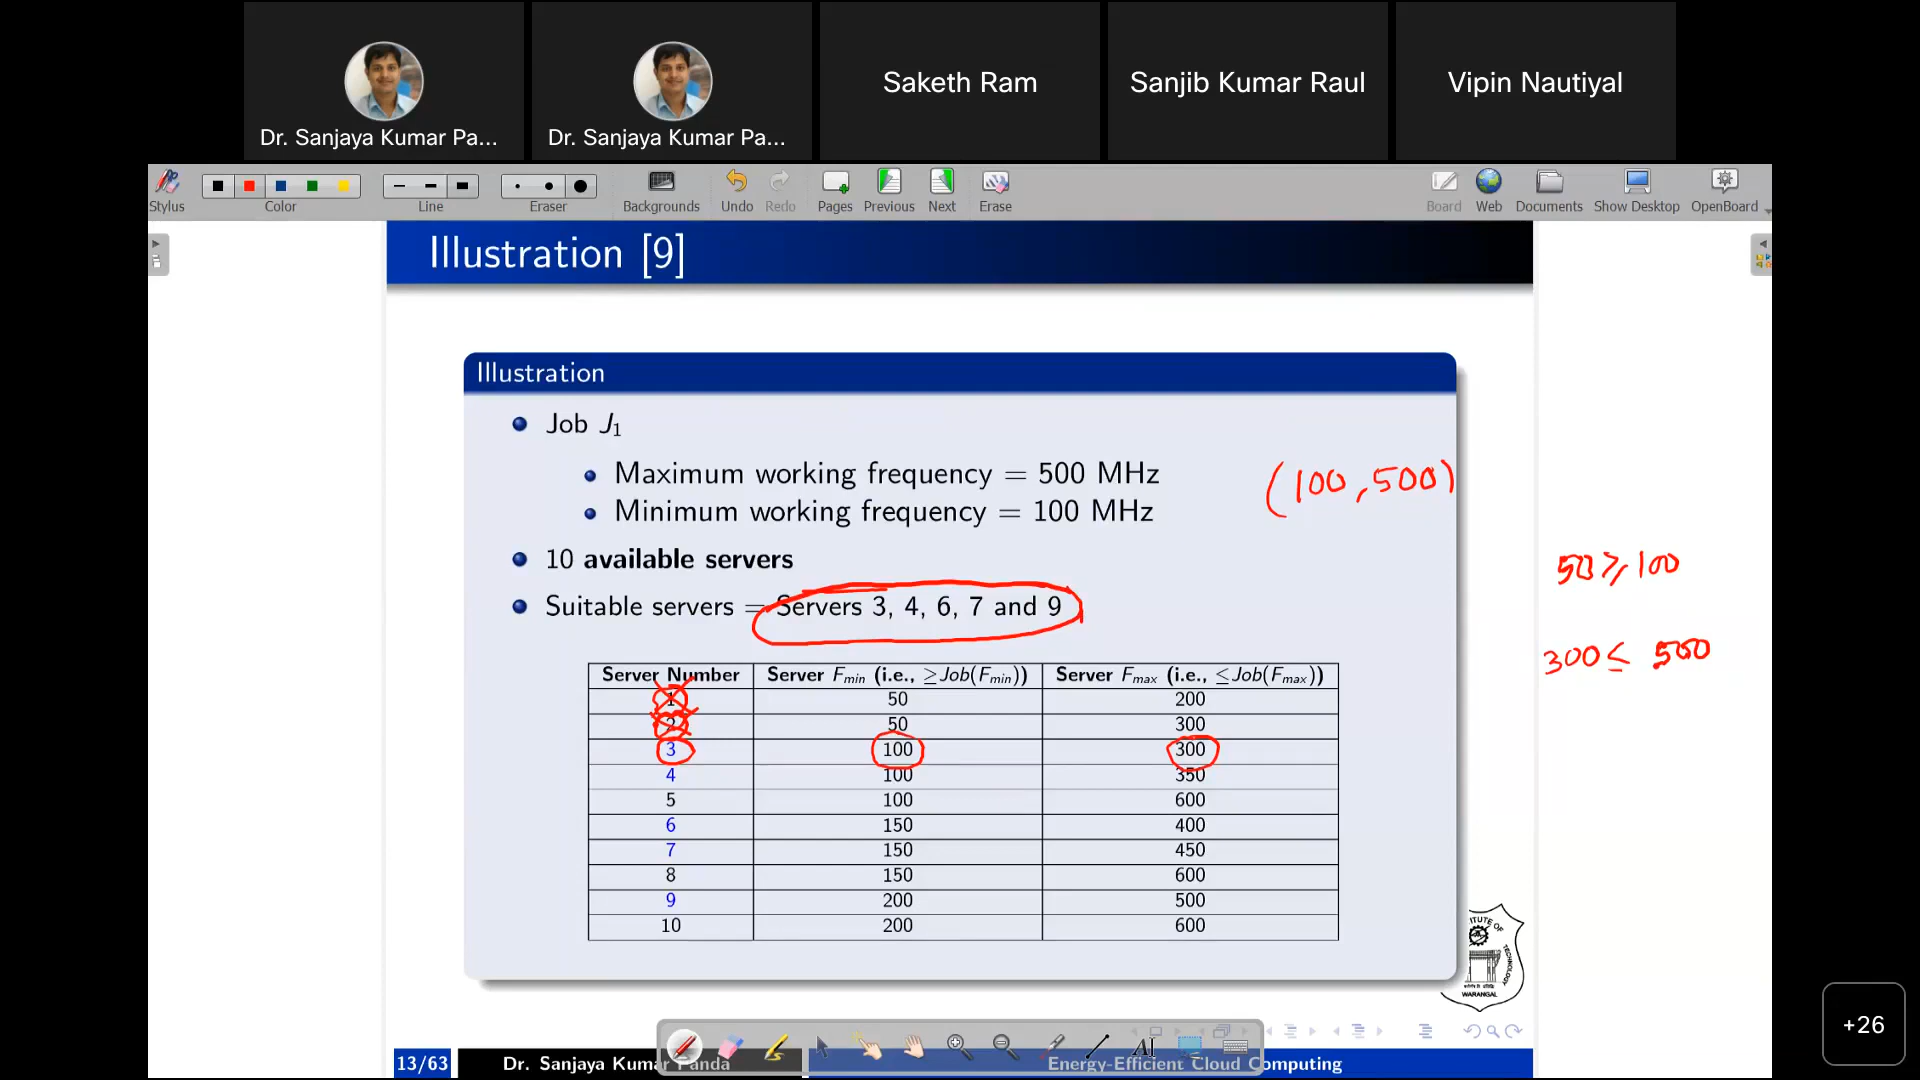 Dr. Sanjaya Kumar Pa...
Dr. Sanjaya Kumar Pa...
Saketh Ram
Sanjib Kumar Raul
Vipin Nautiyal
Stylus
Color
Line
Eraser
Backgrounds
Undo
Redo
Pages
Previous
Next
Erase
Board
Web
Documents
Show Desktop
OpenBoard
Illustration [9]
Illustration
Job J1
Maximum working frequency = 500 MHz
Minimum working frequency = 100 MHz
(100,500)
10 available servers
50 ≥ 100
Suitable servers = Servers 3, 4, 6, 7 and 9
300 ≤ 500
Server Number Server Fmin (i.e., ≥Job(Fmin)) Server Fmax (i.e., ≤Job(Fmax))
1 50 200
2 50 300
3 100 300
4 100 350
5 100 600
6 150 400
7 150 450
8 150 600
9 200 500
10 200 600
ITUTE OF
TECHNOLOGY
WARANGAL
+26
13/63
Dr. Sanjaya Kumar Panda
Energy-Efficient Cloud Computing